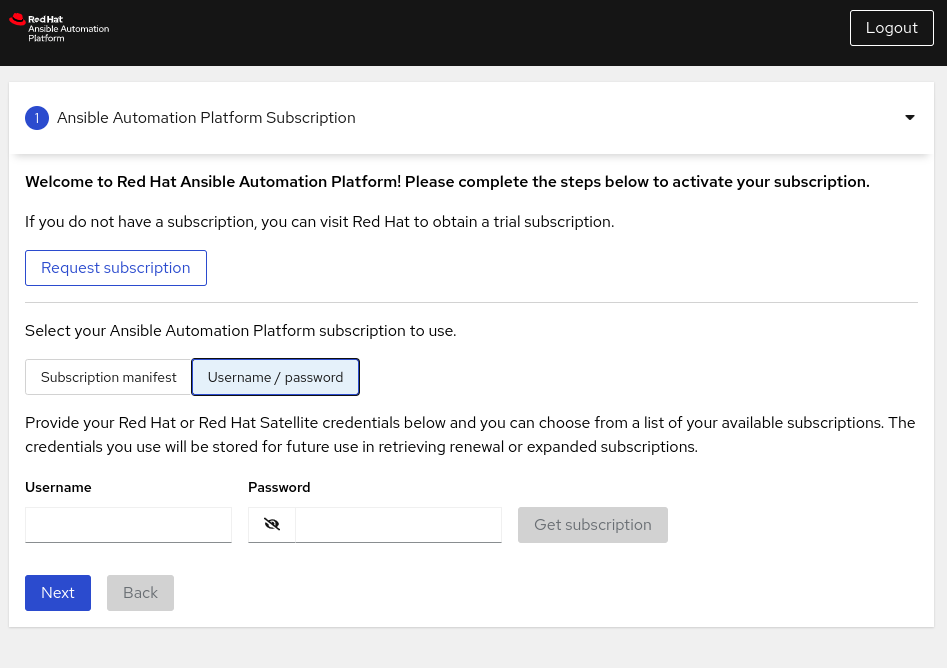 Red Hat
Ansible Automation
Platform
Logout
1 Ansible Automation Platform Subscription
Welcome to Red Hat Ansible Automation Platform! Please complete the steps below to activate your subscription.
If you do not have a subscription, you can visit Red Hat to obtain a trial subscription.
Request subscription
Select your Ansible Automation Platform subscription to use.
Subscription manifest Username / password
Provide your Red Hat or Red Hat Satellite credentials below and you can choose from a list of your available subscriptions. The
credentials you use will be stored for future use in retrieving renewal or expanded subscriptions.
Username Password
Get subscription
Next Back